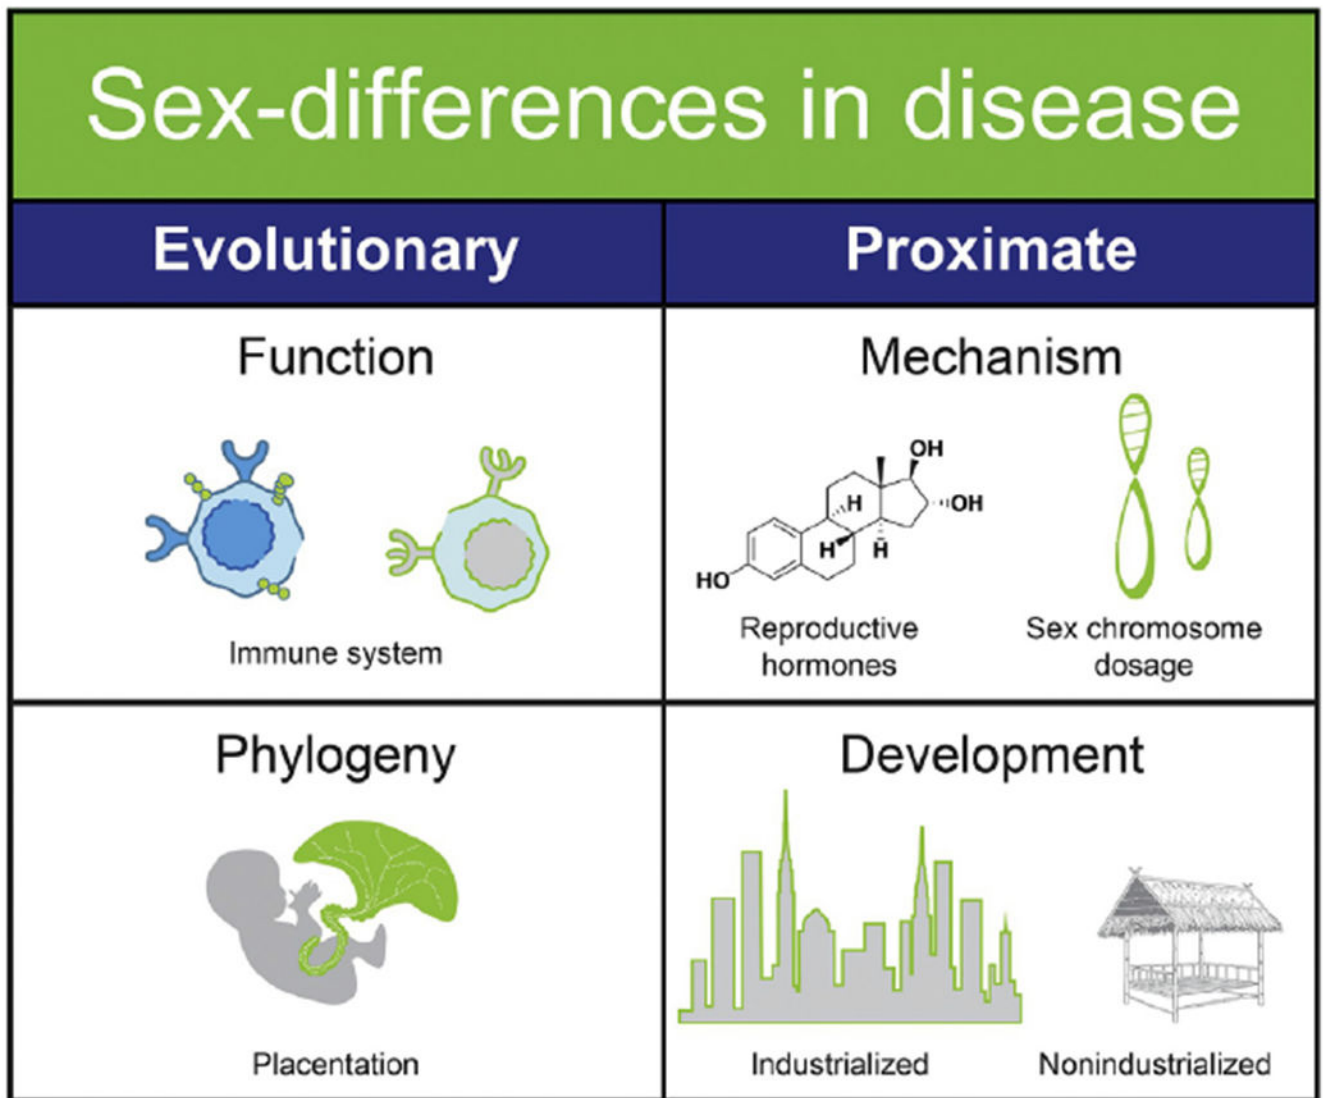 Sex-differences in disease
Evolutionary
Proximate
Function
Immune system
Mechanism
OH
OH
H
H
H
HO
Reproductive
hormones
Sex chromosome
dosage
Phylogeny
Placentation
Development
Industrialized
Nonindustrialized